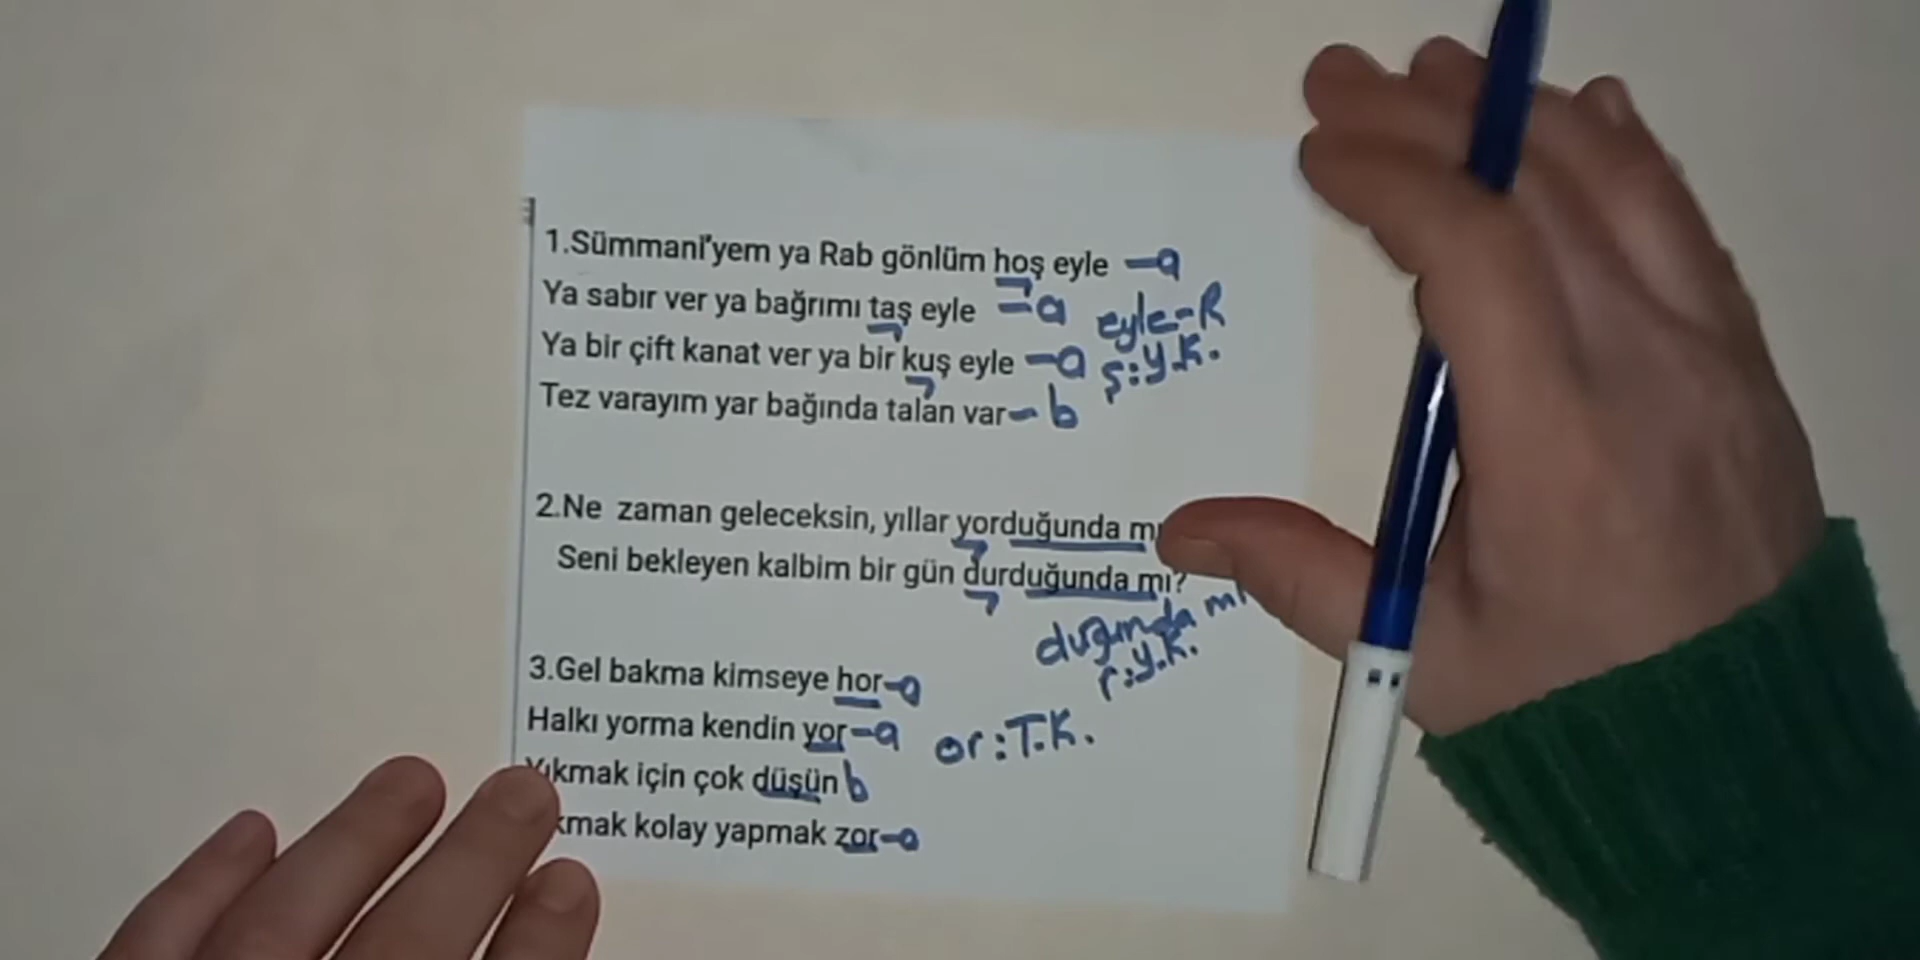 1.Sümmani'yem ya Rab gönlüm hoş eyle -a
Ya sabır ver ya bağrımı taş eyle =a eyle-R
Ya bir çift kanat ver ya bir kuş eyle -a ş:y.K.
Tez varayım yar bağında talan var- b
2.Ne zaman geleceksin, yıllar yorduğunda
Seni bekleyen kalbim bir gün durduğunda mı?
duğunda mı
r:y.K.
3.Gel bakma kimseye hor-a
Halkı yorma kendin yor-a or:T.K.
Yıkmak için çok düşün b
kmak kolay yapmak zor-a